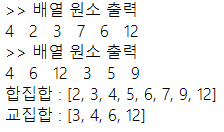 >> 배열 원소 출력
4 2 3 7 6 12
>> 배열 원소 출력
4 6 12 3 5 9
합집합 : [2, 3, 4, 5, 6, 7, 9, 12]
교집합 : [3, 4, 6, 12]